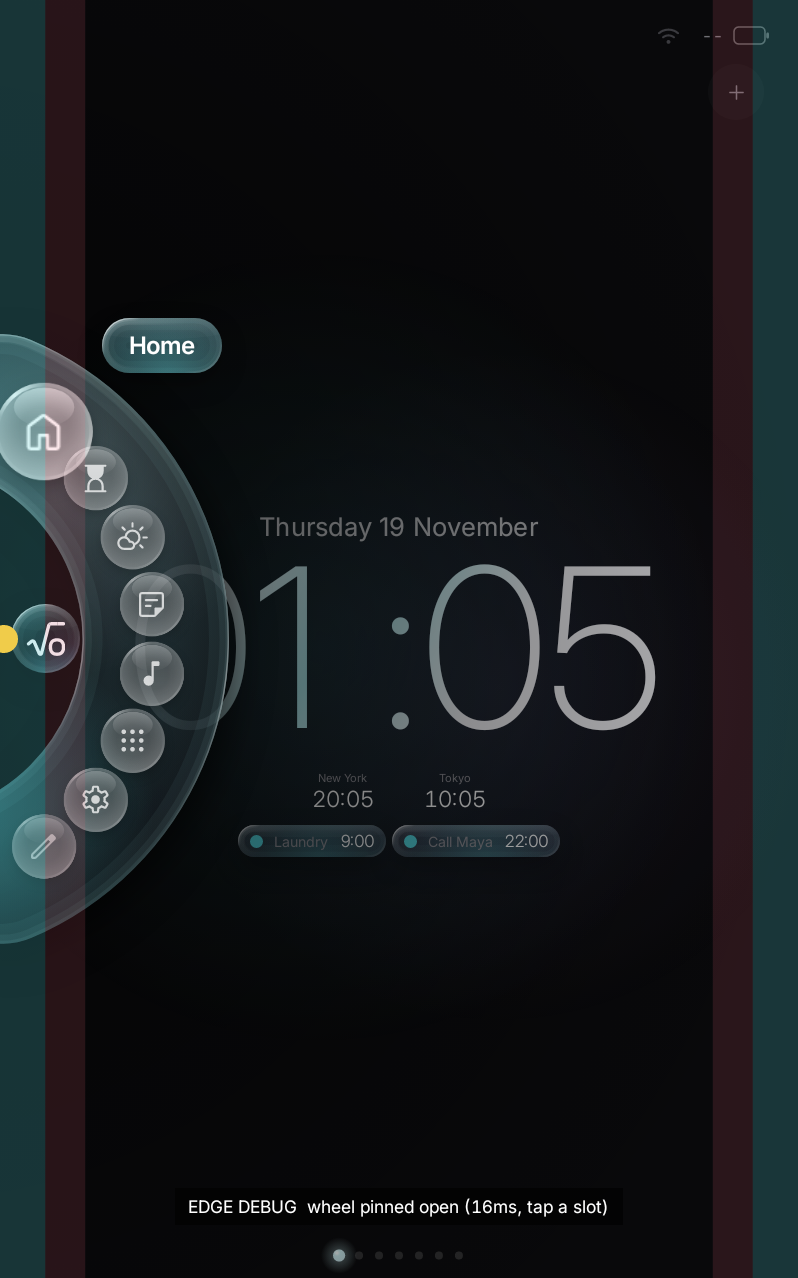 --
+
Home
Thursday 19 November
01:05
New York Tokyo
20:05 10:05
Laundry 9:00 Call Maya 22:00
EDGE DEBUG wheel pinned open (16ms, tap a slot)